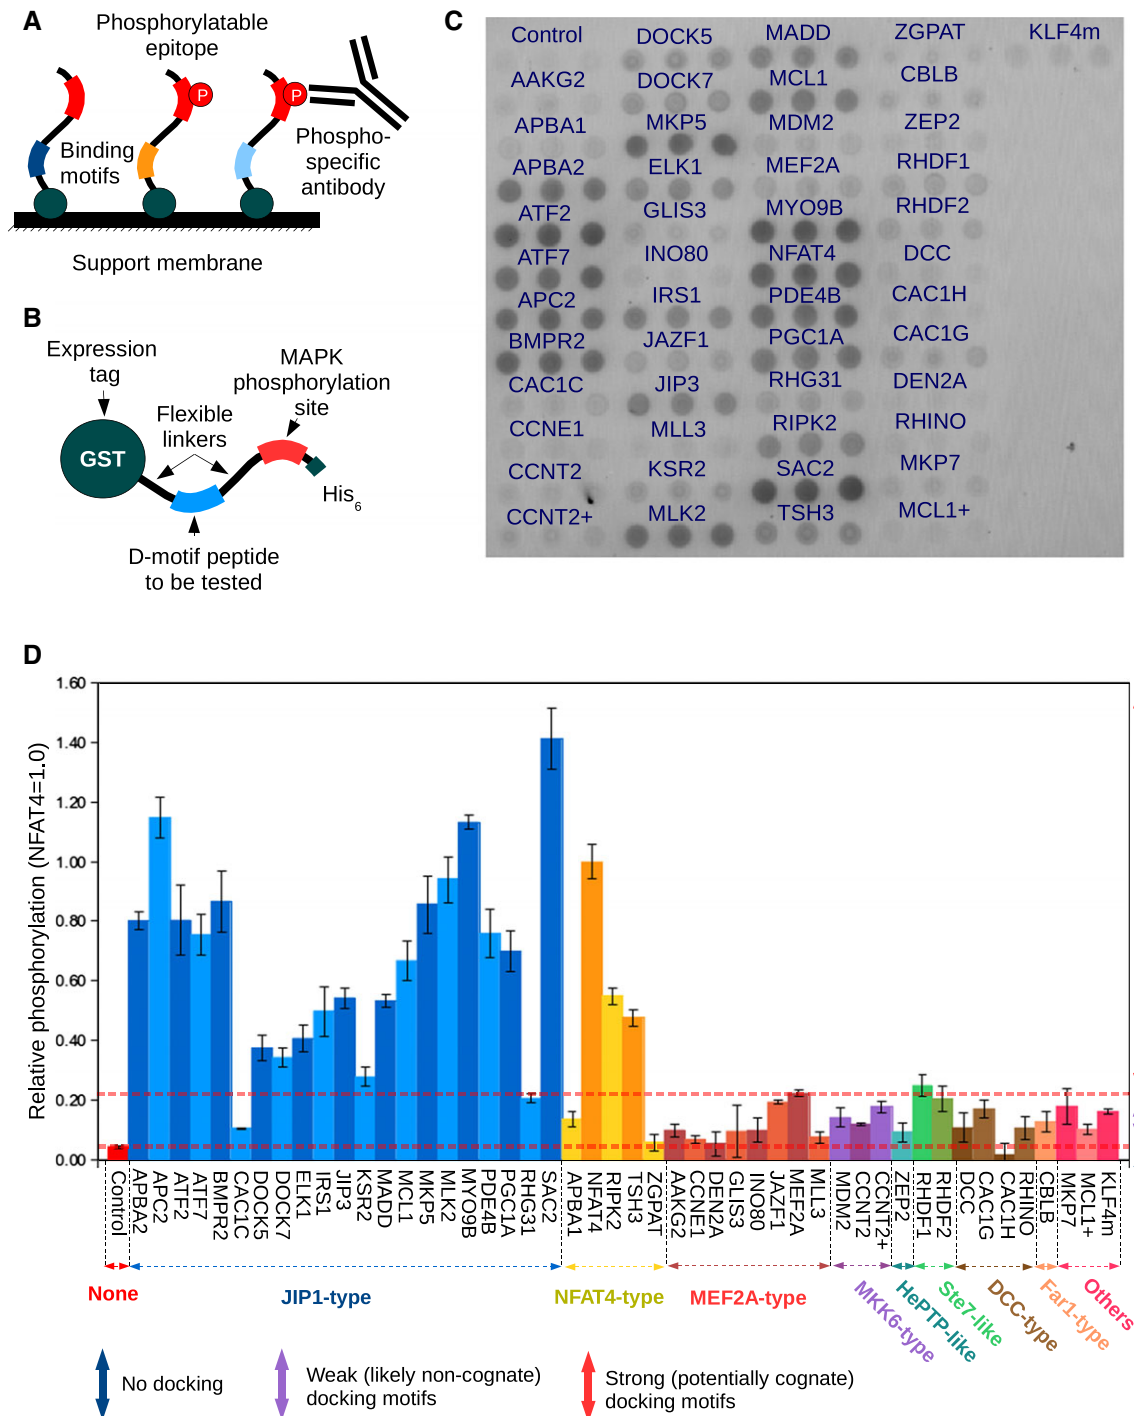 A
Phosphorylatable
epitope
P
P
Binding
motifs
Phospho-
specific
antibody
Support membrane
B
Expression
tag
MAPK
phosphorylation
site
Flexible
linkers
GST
His6
D-motif peptide
to be tested
C
Control
AAKG2
APBA1
APBA2
ATF2
ATF7
APC2
BMPR2
CAC1C
CCNE1
CCNT2
CCNT2+
DOCK5
DOCK7
MKP5
ELK1
GLIS3
INO80
IRS1
JAZF1
JIP3
MLL3
KSR2
MLK2
MADD
MCL1
MDM2
MEF2A
MYO9B
NFAT4
PDE4B
PGC1A
RHG31
RIPK2
SAC2
TSH3
ZGPAT
CBLB
ZEP2
RHDF1
RHDF2
DCC
CAC1H
CAC1G
DEN2A
RHINO
MKP7
MCL1+
KLF4m
D
Relative phosphorylation (NFAT4=1.0)
1.60
1.40
1.20
1.00
0.80
0.60
0.40
0.20
0.00
Control
APBA2
APC2
ATF2
ATF7
BMPR2
CAC1C
DOCK5
DOCK7
ELK1
IRS1
JIP3
KSR2
MADD
MCL1
MKP5
MLK2
MYO9B
PDE4B
PGC1A
RHG31
SAC2
APBA1
NFAT4
RIPK2
TSH3
ZGPAT
AAKG2
CCNE1
DEN2A
GLIS3
INO80
JAZF1
MEF2A
MLL3
MDM2
CCNT2
CCNT2+
ZEP2
RHDF1
RHDF2
DCC
CAC1G
CAC1H
RHINO
CBLB
MKP7
MCL1+
KLF4m
None
JIP1-type
NFAT4-type
MEF2A-type
MKK6-type
HePTP-like
Ste7-like
DCC-type
Far1-type
Others
No docking
Weak (likely non-cognate)
docking motifs
Strong (potentially cognate)
docking motifs